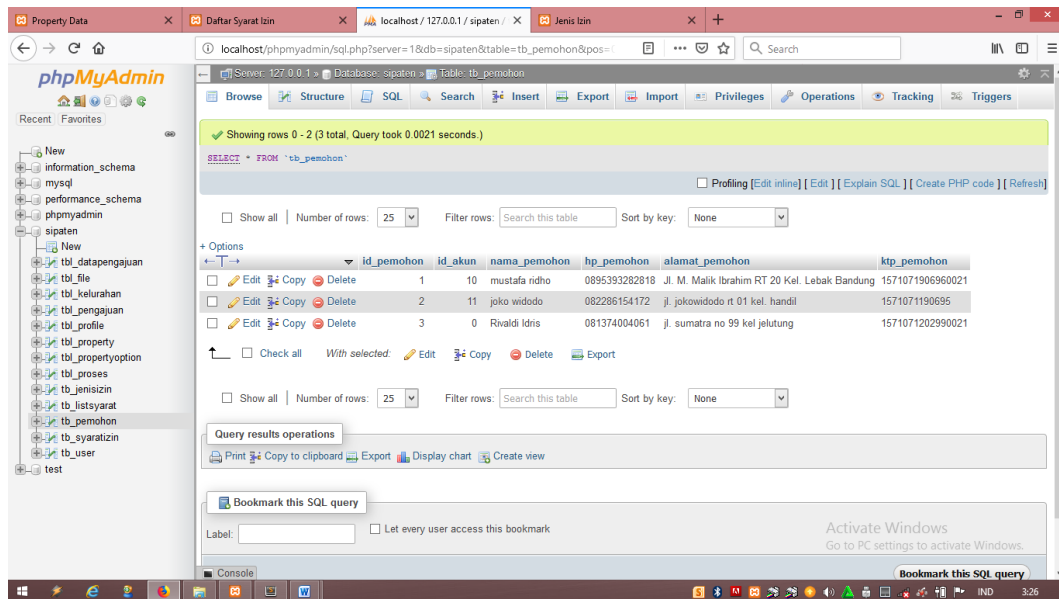 Property Data
Daftar Syarat Izin
localhost / 127.0.0.1 / sipaten /
Jenis Izin
localhost/phpmyadmin/sql.php?server=1&db=sipaten&table=tb_pemohon&pos=
Search
phpMyAdmin
Recent Favorites
New
information_schema
mysql
performance_schema
phpmyadmin
sipaten
New
tbl_datapengajuan
tbl_file
tbl_kelurahan
tbl_pengajuan
tbl_profile
tbl_property
tbl_propertyoption
tbl_proses
tb_jenisizin
tb_listsyarat
tb_pemohon
tb_syaratizin
tb_user
test
Server: 127.0.0.1 » Database: sipaten » Table: tb_pemohon
Browse Structure SQL Search Insert Export Import Privileges Operations Tracking Triggers
Showing rows 0 - 2 (3 total, Query took 0.0021 seconds.)
SELECT * FROM `tb_pemohon`
Profiling [Edit inline] [ Edit ] [ Explain SQL ] [ Create PHP code ] [ Refresh]
Show all | Number of rows: 25 Filter rows: Search this table Sort by key: None
+ Options
←T→ id_pemohon id_akun nama_pemohon hp_pemohon alamat_pemohon ktp_pemohon
Edit Copy Delete 1 10 mustafa ridho 0895393282818 Jl. M. Malik Ibrahim RT 20 Kel. Lebak Bandung 1571071906960021
Edit Copy Delete 2 11 joko widodo 082286154172 jl. jokowidodo rt 01 kel. handil 1571071190695
Edit Copy Delete 3 0 Rivaldi Idris 081374004061 jl. sumatra no 99 kel jelutung 1571071202990021
Check all With selected: Edit Copy Delete Export
Show all | Number of rows: 25 Filter rows: Search this table Sort by key: None
Query results operations
Print Copy to clipboard Export Display chart Create view
Bookmark this SQL query
Label: Let every user access this bookmark
Activate Windows
Go to PC settings to activate Windows.
Console
Bookmark this SQL query
IND 3:26